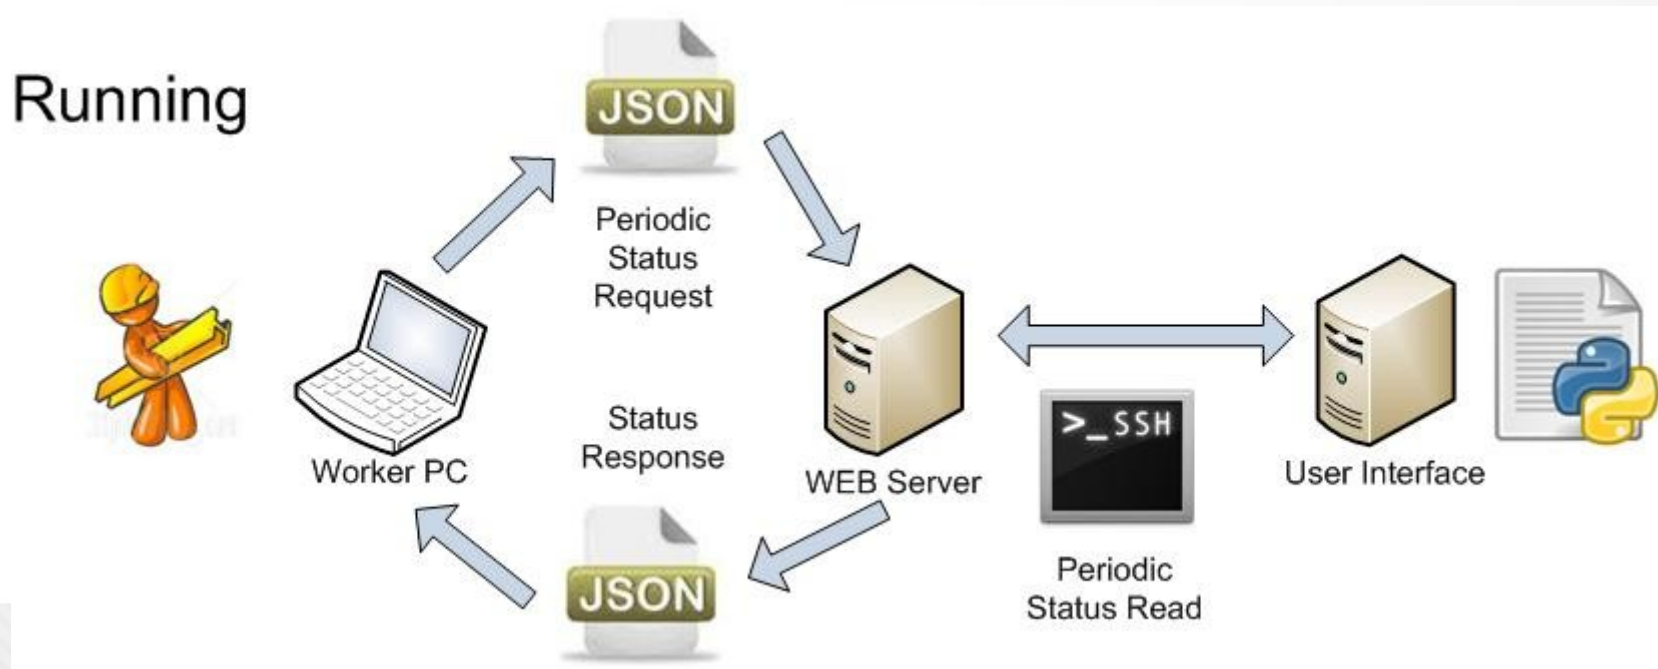 Running
JSON
Periodic
Status
Request
Worker PC
Status
Response
JSON
WEB Server
>_SSH
Periodic
Status Read
User Interface